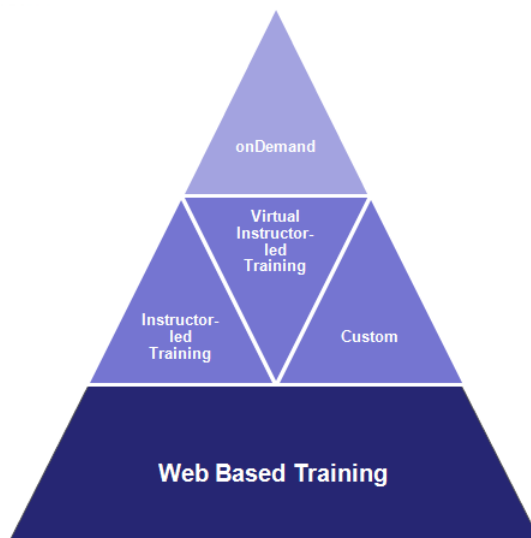 onDemand
Virtual
Instructor-
led
Training
Instructor-
led
Training
Custom
Web Based Training